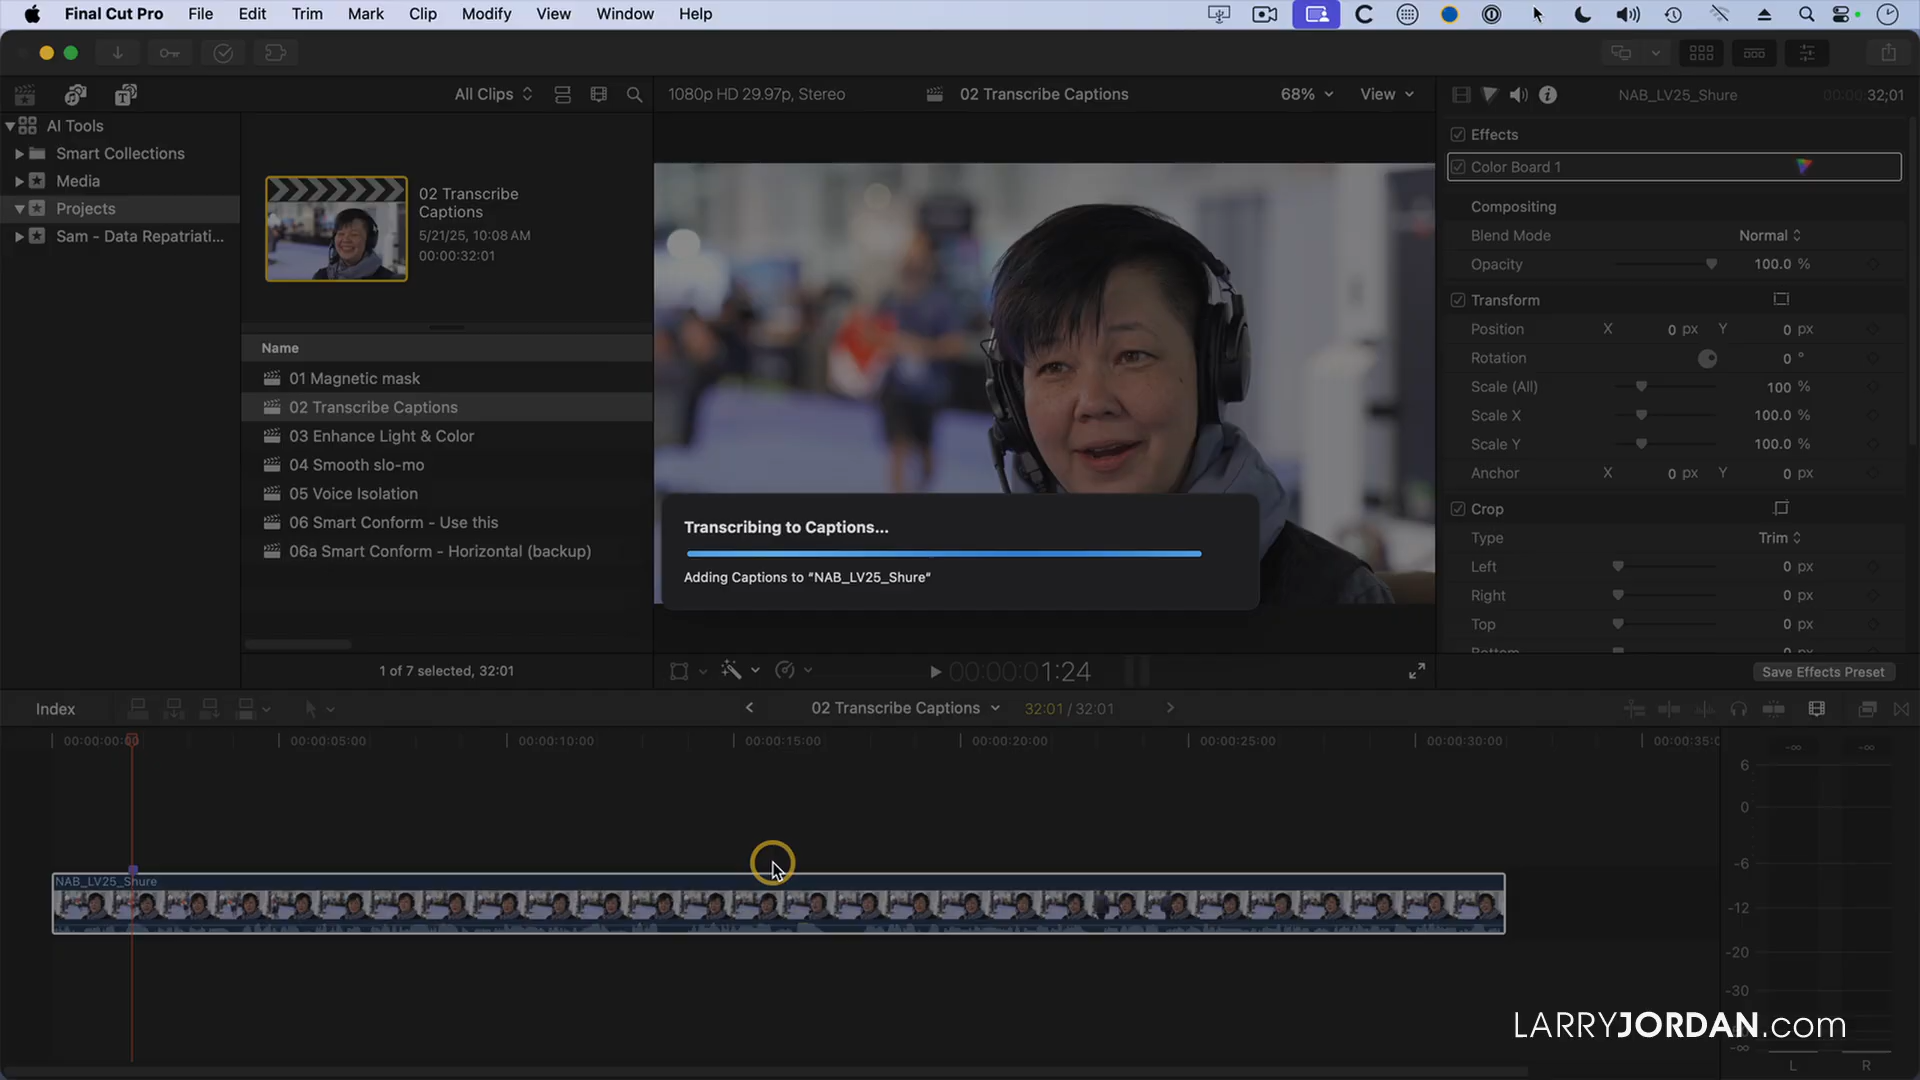 Final Cut Pro File Edit Trim Mark Clip Modify View Window Help
All Clips
1080p HD 29.97p, Stereo
02 Transcribe Captions
68%
View
NAB_LV25_Shure
00:00:32;01
AI Tools
Smart Collections
Media
Projects
Sam - Data Repatriati...
02 Transcribe
Captions
5/21/25, 10:08 AM
00:00:32:01
Name
01 Magnetic mask
02 Transcribe Captions
03 Enhance Light & Color
04 Smooth slo-mo
05 Voice Isolation
06 Smart Conform - Use this
06a Smart Conform - Horizontal (backup)
1 of 7 selected, 32:01
Transcribing to Captions...
Adding Captions to "NAB_LV25_Shure"
00:00:01:24
Effects
Color Board 1
Compositing
Blend Mode Normal
Opacity 100.0 %
Transform
Position X 0 px Y 0 px
Rotation 0 °
Scale (All) 100 %
Scale X 100.0 %
Scale Y 100.0 %
Anchor X 0 px Y 0 px
Crop
Type Trim
Left 0 px
Right 0 px
Top 0 px
Bottom 0 px
Save Effects Preset
Index
02 Transcribe Captions
32:01 / 32:01
00:00:00:00 00:00:05:00 00:00:10:00 00:00:15:00 00:00:20:00 00:00:25:00 00:00:30:00 00:00:35:0
NAB_LV25_Shure
-∞ -∞
6
0
-6
-12
-20
-30
-∞
L R
LARRYJORDAN.com